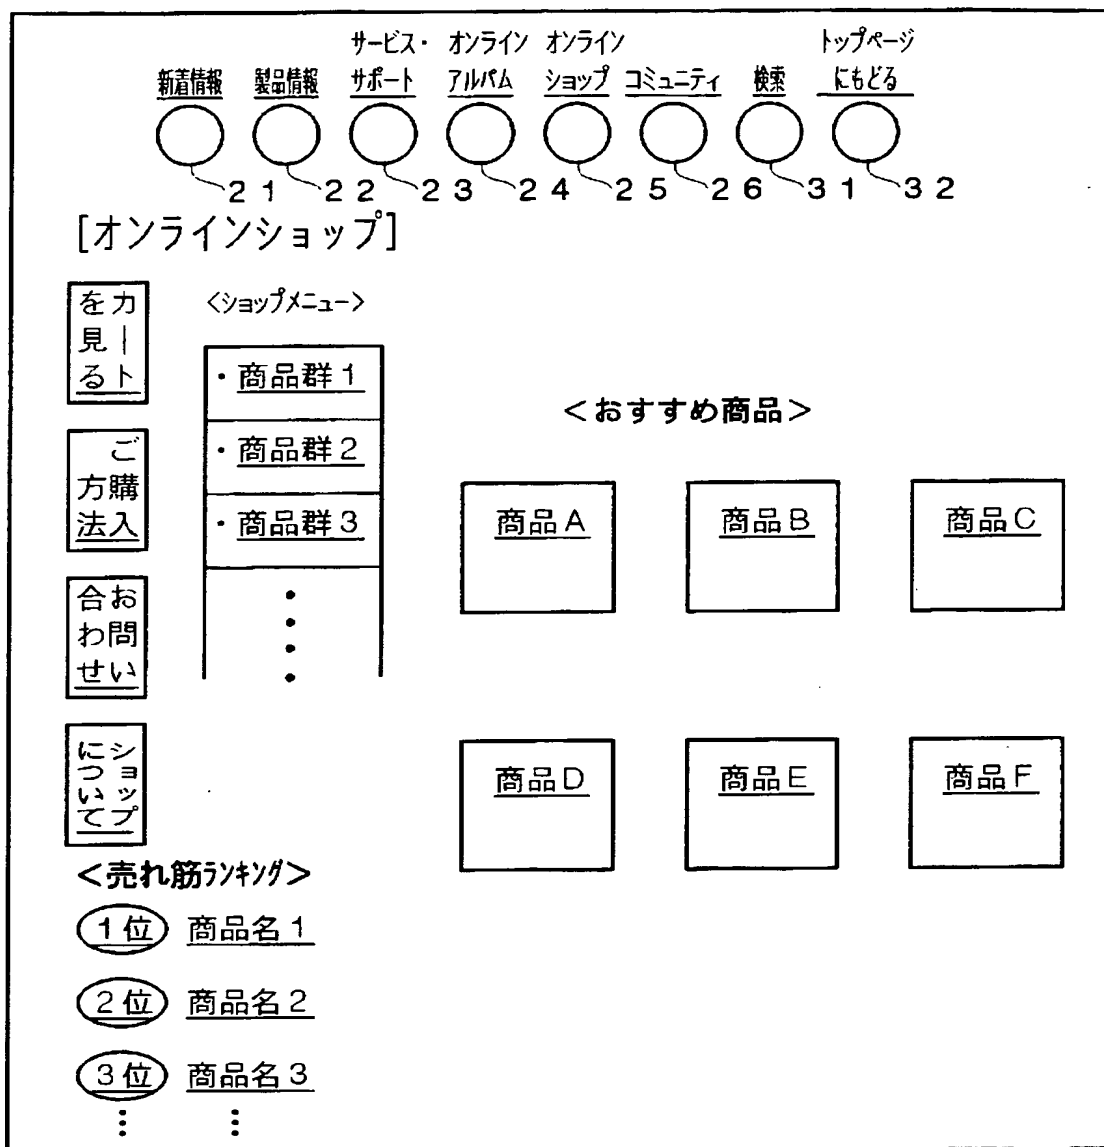 サービス・ オンライン オンライン トップページ
新着情報 製品情報 サポート アルバム ショップ コミュニティ 検索 にもどる
21 22 23 24 25 26 31 32
[オンラインショップ]
カート
を見る
ご購入
方法
お問い
合わせ
ショップ
について
<ショップメニュー>
・商品群1
・商品群2
・商品群3
<おすすめ商品>
商品A 商品B 商品C
商品D 商品E 商品F
<売れ筋ランキング>
1位 商品名1
2位 商品名2
3位 商品名3